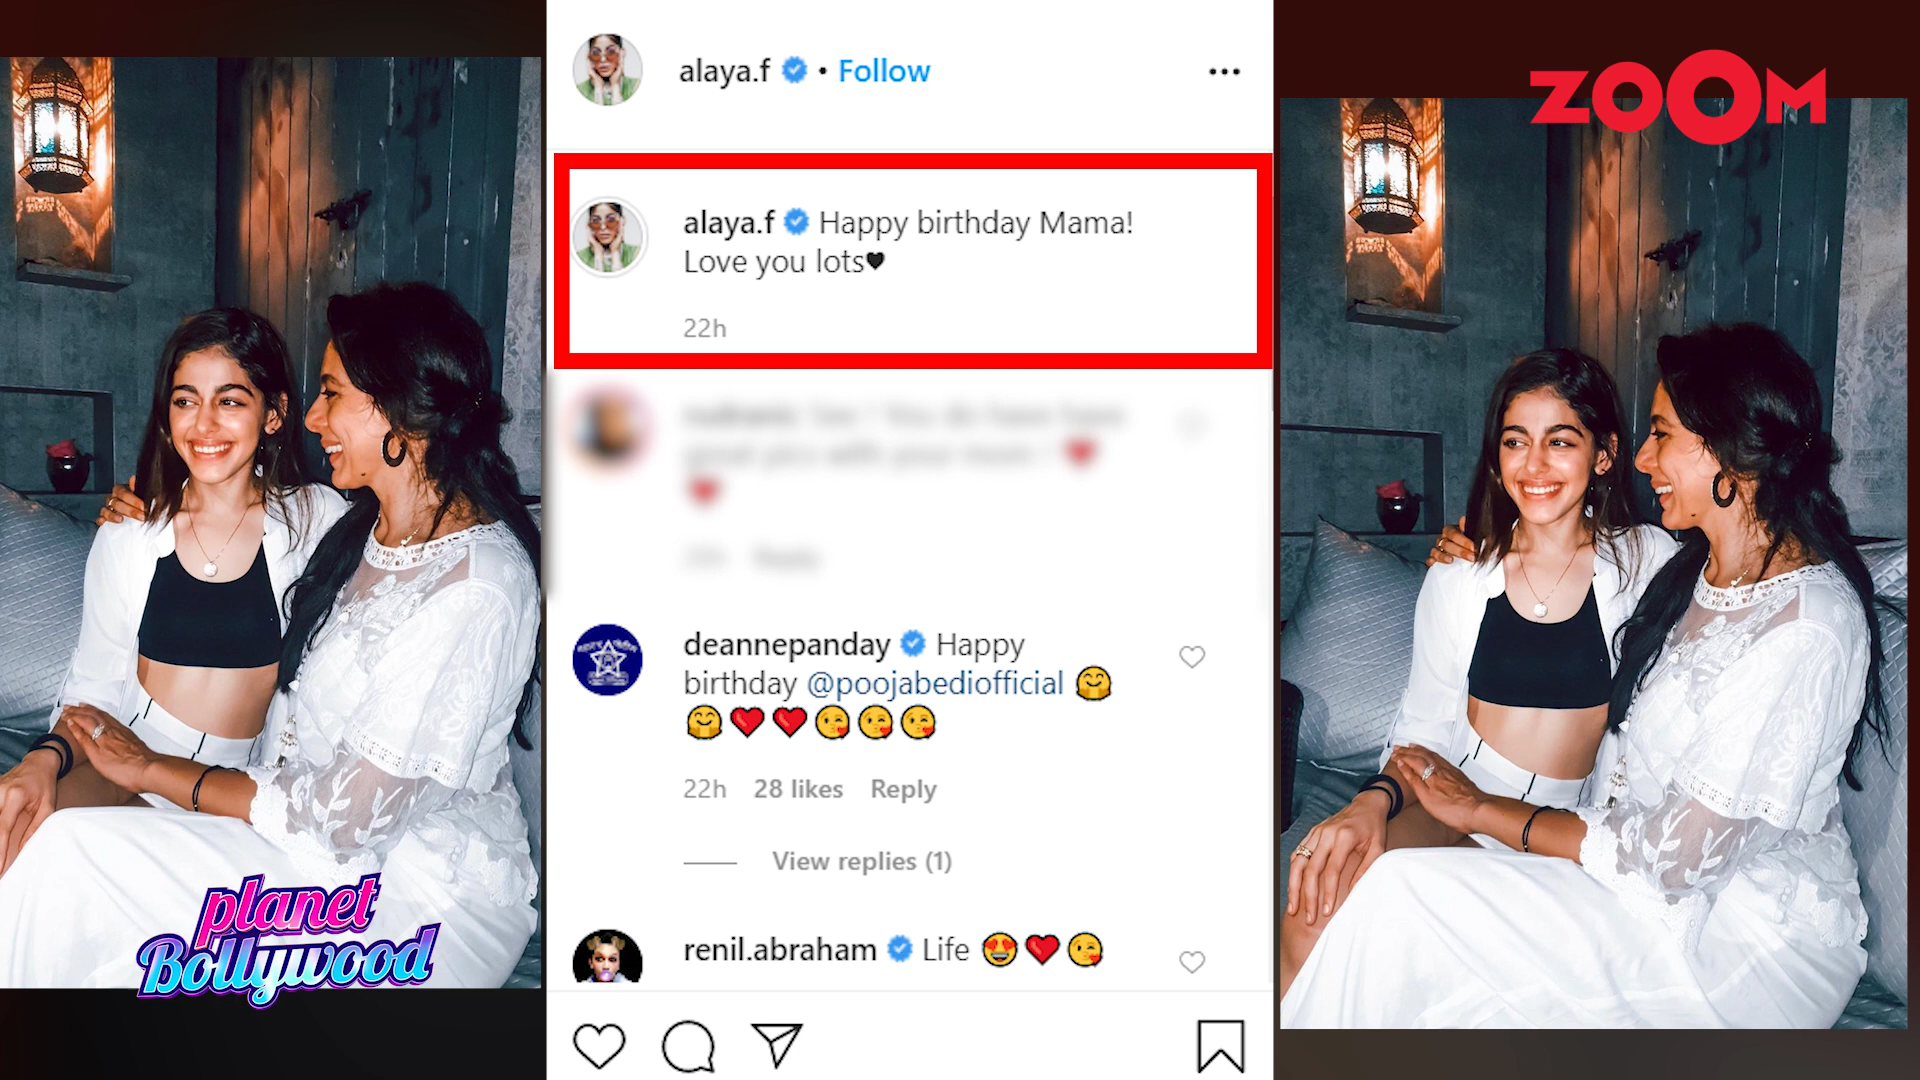 ZOOM
alaya.f • Follow
alaya.f Happy birthday Mama!
Love you lots🖤
22h
deannepanday Happy
birthday @poojabediofficial 🤗
🤗❤️❤️😘😘😘
22h 28 likes Reply
View replies (1)
renil.abraham Life 😍❤️😘
planet
Bollywood